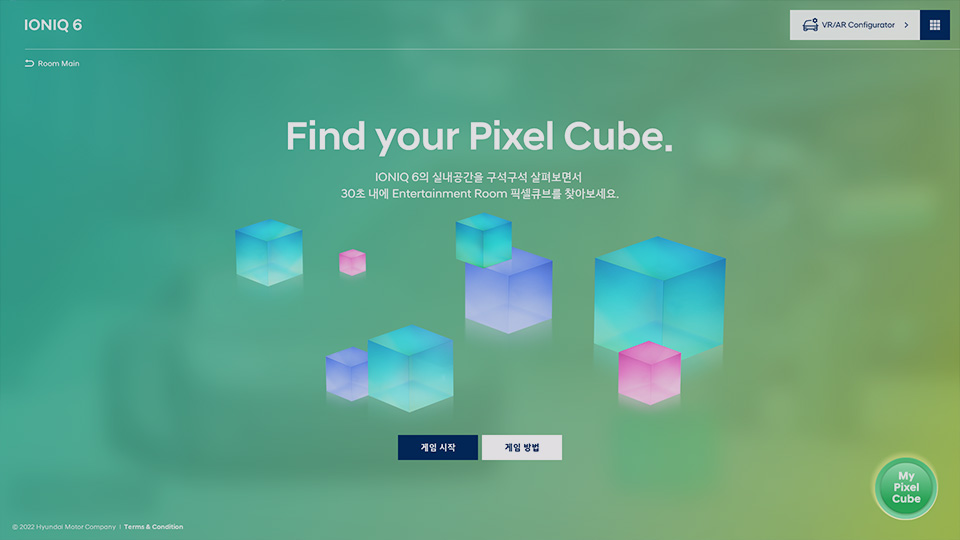 IONIQ 6
VR/AR Configurator
Room Main
Find your Pixel Cube.
IONIQ 6의 실내공간을 구석구석 살펴보면서
30초 내에 Entertainment Room 픽셀큐브를 찾아보세요.
게임 시작
게임 방법
My
Pixel
Cube
© 2022 Hyundai Motor Company | Terms & Condition